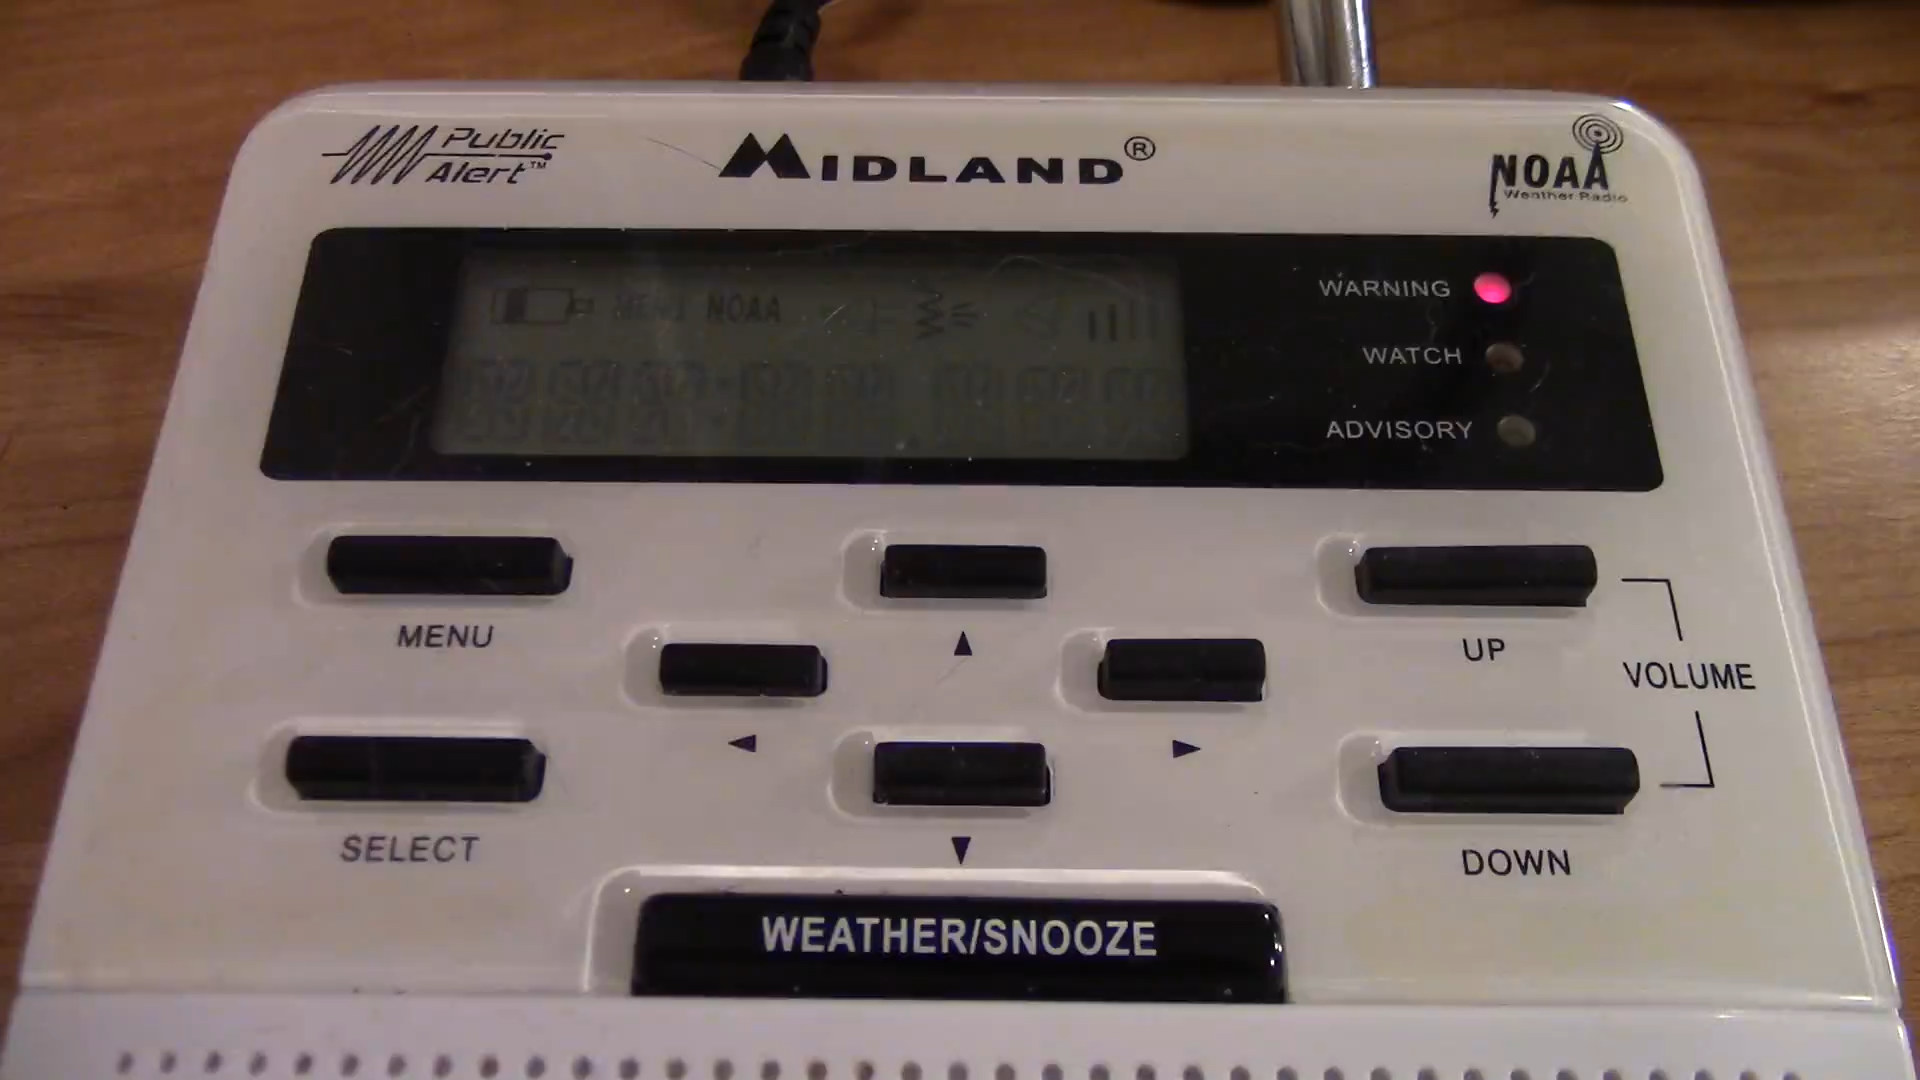 Public
Alert™
MIDLAND®
NOAA
Weather Radio
NOAA
WARNING
WATCH
ADVISORY
MENU
UP
VOLUME
SELECT
DOWN
WEATHER/SNOOZE